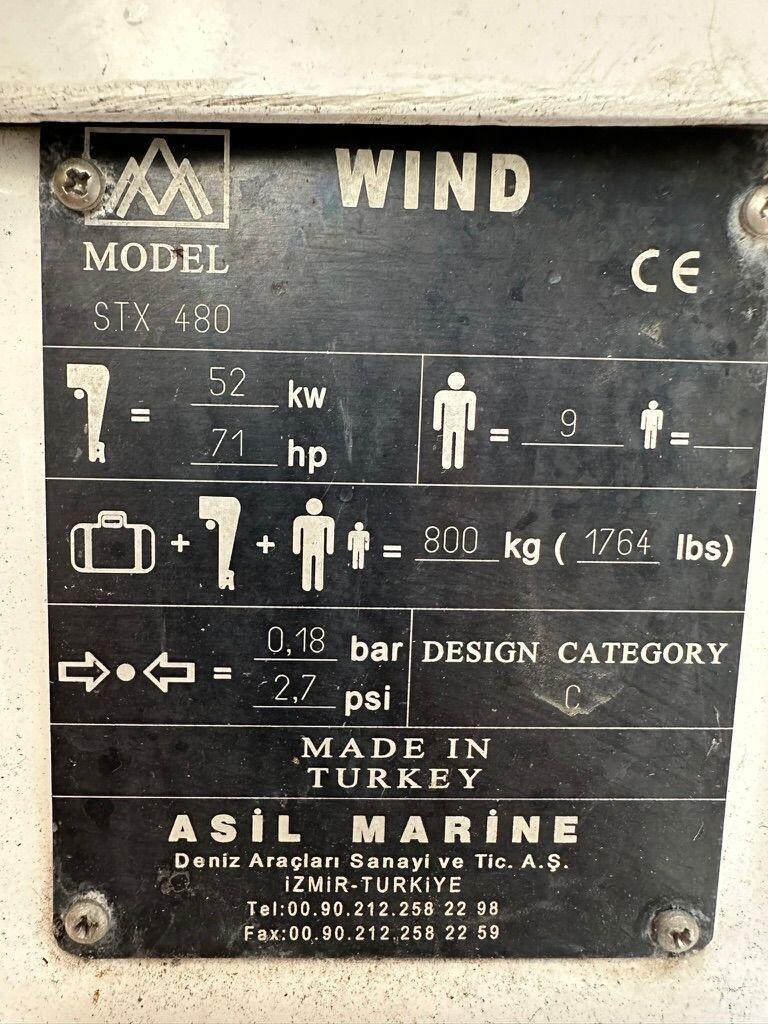 WIND
MODEL
CE
STX 480
= 52 kw
71 hp
= 9 =
+ + = 800 kg ( 1764 lbs)
= 0,18 bar
2,7 psi
DESIGN CATEGORY
C
MADE IN
TURKEY
ASİL MARİNE
Deniz Araçları Sanayi ve Tic. A.Ş.
İZMİR-TURKİYE
Tel:00.90.212.258 22 98
Fax:00.90.212.258 22 59